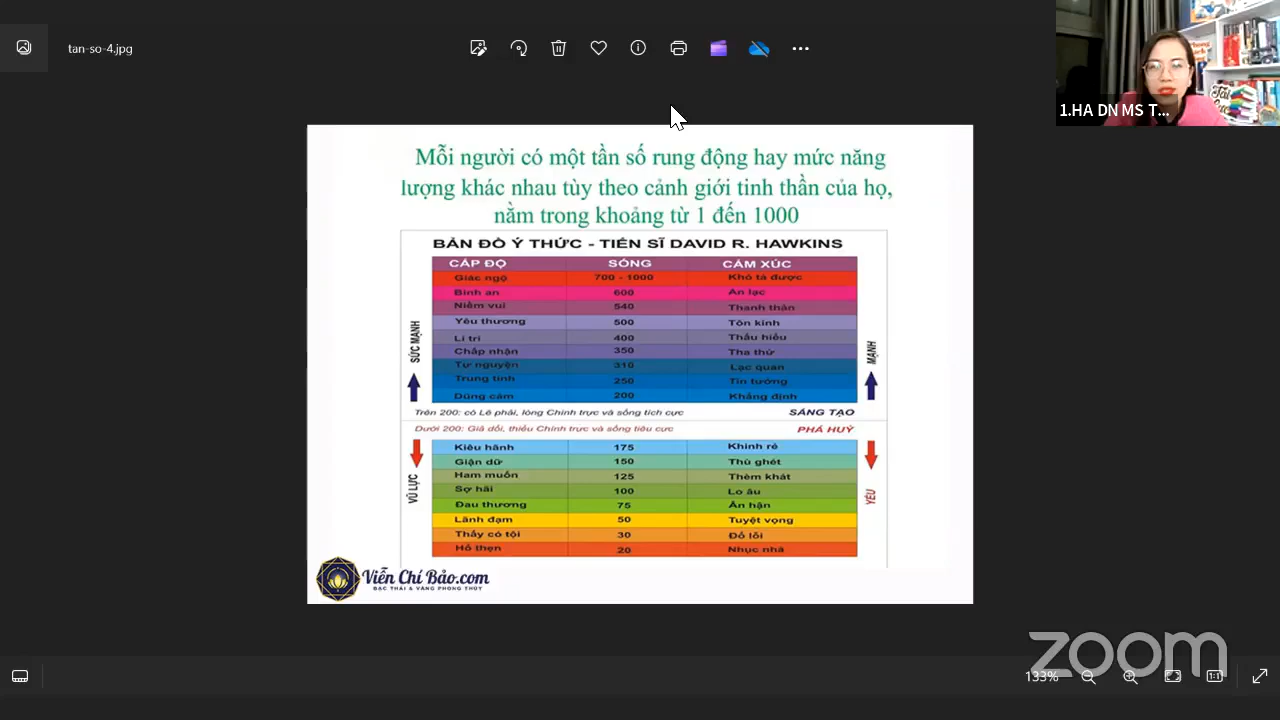 tan-so-4.jpg
1.HA DN MS T...
Mỗi người có một tần số rung động hay mức năng
lượng khác nhau tùy theo cảnh giới tinh thần của họ,
nằm trong khoảng từ 1 đến 1000
BẢN ĐỒ Ý THỨC - TIẾN SĨ DAVID R. HAWKINS
CẤP ĐỘ SÓNG CẢM XÚC
Giác ngộ 700 - 1000 Khó tả được
Bình an 600 An lạc
Niềm vui 540 Thanh thản
Yêu thương 500 Tôn kính
Lí trí 400 Thấu hiểu
Chấp nhận 350 Tha thứ
Tự nguyện 310 Lạc quan
Trung tính 250 Tin tưởng
Dũng cảm 200 Khẳng định
SỨC MẠNH
MẠNH
Trên 200: có Lẽ phải, lòng Chính trực và sống tích cực SÁNG TẠO
Dưới 200: Giả dối, thiếu Chính trực và sống tiêu cực PHÁ HUỶ
Kiêu hãnh 175 Khinh rẻ
Giận dữ 150 Thù ghét
Ham muốn 125 Thèm khát
Sợ hãi 100 Lo âu
Đau thương 75 Ân hận
Lãnh đạm 50 Tuyệt vọng
Thấy có tội 30 Đổ lỗi
Hổ thẹn 20 Nhục nhã
VŨ LỰC
YẾU
Viễn Chí Bảo.com
BẠC THÁI & VÀNG PHONG THỦY
zoom
133%
1:1